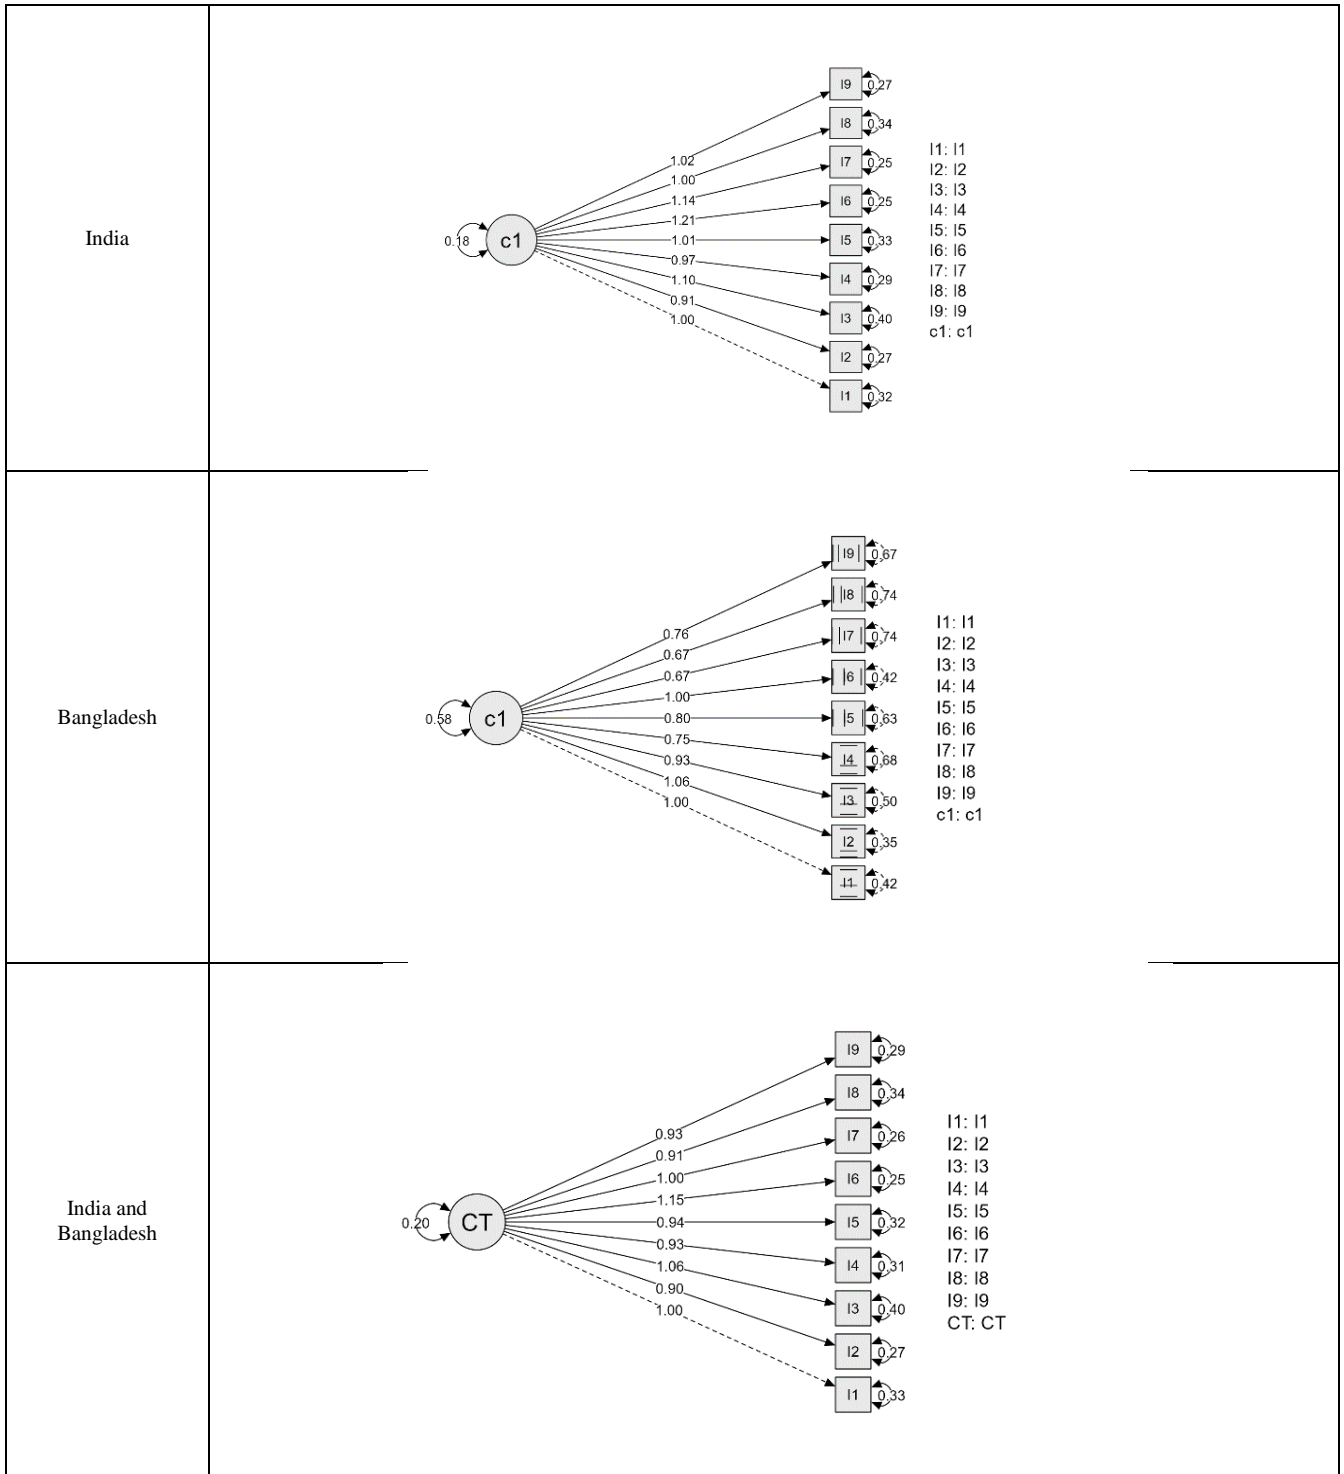 India
0.18
c1
1.02
1.00
1.14
1.21
1.01
0.97
1.10
0.91
1.00
I9 0.27
I8 0.34
I7 0.25
I6 0.25
I5 0.33
I4 0.29
I3 0.40
I2 0.27
I1 0.32
I1: I1
I2: I2
I3: I3
I4: I4
I5: I5
I6: I6
I7: I7
I8: I8
I9: I9
c1: c1
Bangladesh
0.58
c1
0.76
0.67
0.67
1.00
0.80
0.75
0.93
1.06
1.00
I9 0.67
I8 0.74
I7 0.74
I6 0.42
I5 0.63
I4 0.68
I3 0.50
I2 0.35
I1 0.42
I1: I1
I2: I2
I3: I3
I4: I4
I5: I5
I6: I6
I7: I7
I8: I8
I9: I9
c1: c1
India and
Bangladesh
0.20
CT
0.93
0.91
1.00
1.15
0.94
0.93
1.06
0.90
1.00
I9 0.29
I8 0.34
I7 0.26
I6 0.25
I5 0.32
I4 0.31
I3 0.40
I2 0.27
I1 0.33
I1: I1
I2: I2
I3: I3
I4: I4
I5: I5
I6: I6
I7: I7
I8: I8
I9: I9
CT: CT